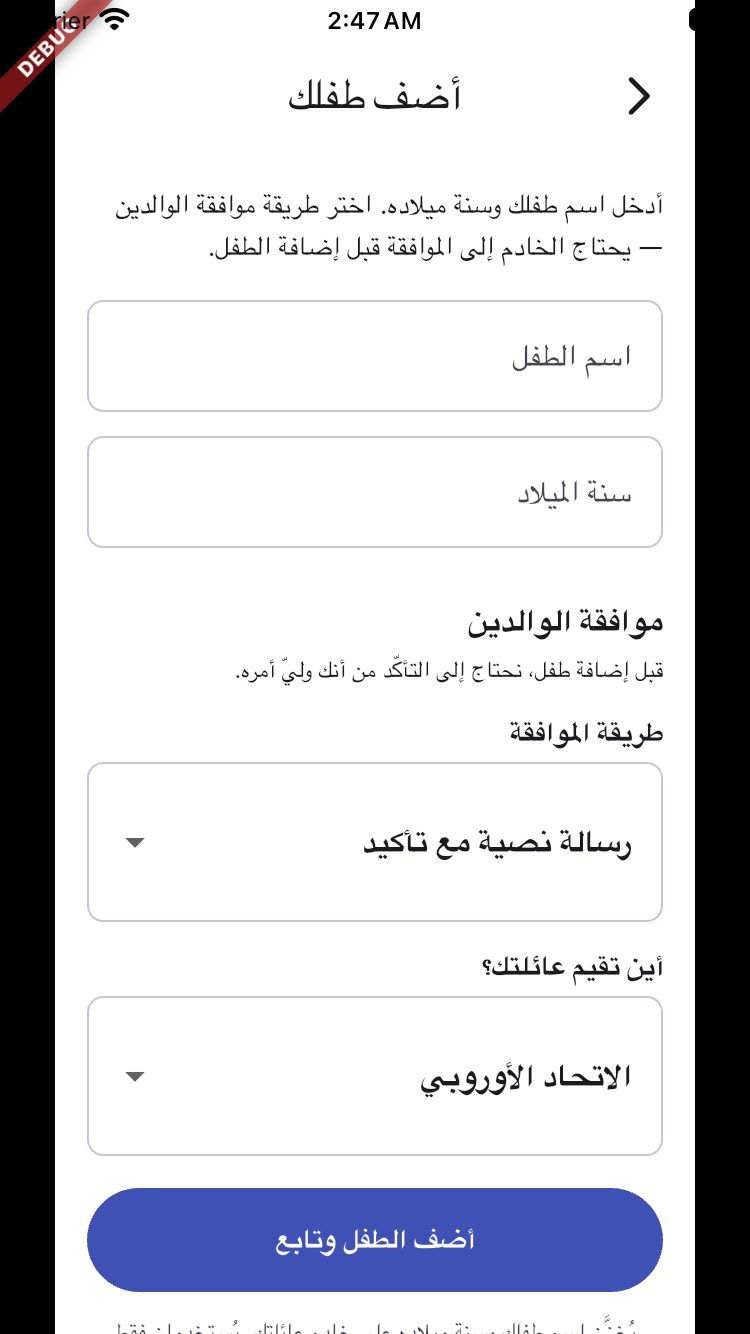 rier 2:47 AM
DEBUG
أضف طفلك
أدخل اسم طفلك وسنة ميلاده. اختر طريقة موافقة الوالدين
— يحتاج الخادم إلى الموافقة قبل إضافة الطفل.
اسم الطفل
سنة الميلاد
موافقة الوالدين
قبل إضافة طفل، نحتاج إلى التأكّد من أنك وليّ أمره.
طريقة الموافقة
رسالة نصية مع تأكيد
أين تقيم عائلتك؟
الاتحاد الأوروبي
أضف الطفل وتابع